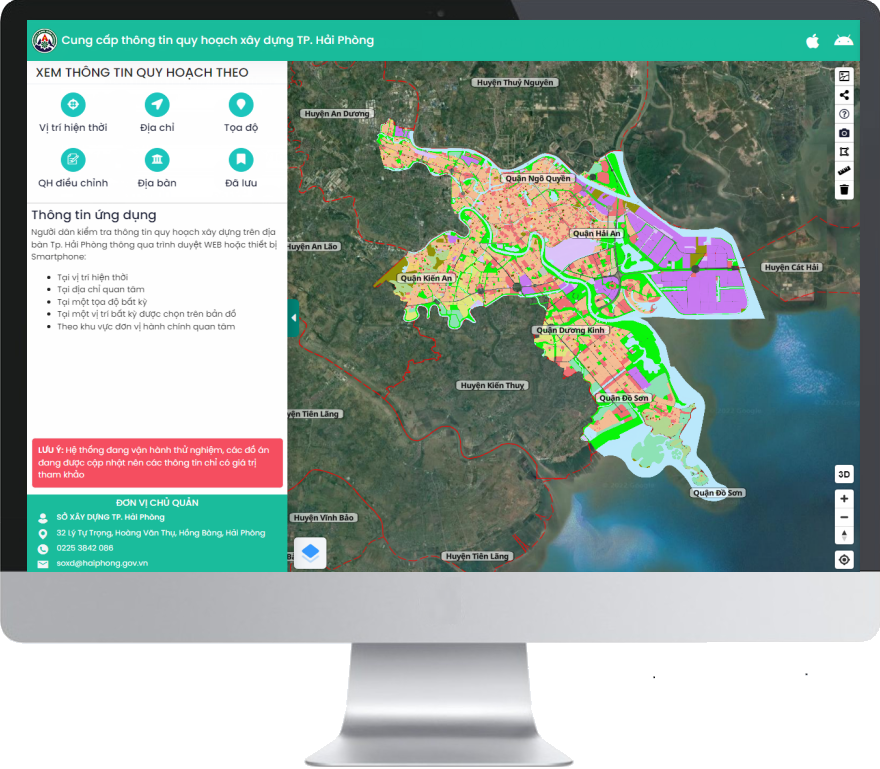 Cung cấp thông tin quy hoạch xây dựng TP. Hải Phòng
XEM THÔNG TIN QUY HOẠCH THEO
Vị trí hiện thời
Địa chỉ
Tọa độ
QH điều chỉnh
Địa bàn
Đã lưu
Thông tin ứng dụng
Người dân kiểm tra thông tin quy hoạch xây dựng trên địa
bàn Tp. Hải Phòng thông qua trình duyệt WEB hoặc thiết bị
Smartphone:
Tại vị trí hiện thời
Tại địa chỉ quan tâm
Tại một tọa độ bất kỳ
Tại một vị trí bất kỳ được chọn trên bản đồ
Theo khu vực đơn vị hành chính quan tâm
LƯU Ý: Hệ thống đang vận hành thử nghiệm, các đồ án
đang được cập nhật nên các thông tin chỉ có giá trị
tham khảo
ĐƠN VỊ CHỦ QUẢN
SỞ XÂY DỰNG TP. Hải Phòng
32 Lý Tự Trọng, Hoàng Văn Thụ, Hồng Bàng, Hải Phòng
0225 3842 086
soxd@haiphong.gov.vn
Huyện Thuỷ Nguyên
Huyện An Dương
Quận Ngô Quyền
Quận Hải An
Huyện An Lão
Huyện Cát Hải
Quận Kiến An
Quận Dương Kinh
Huyện Kiến Thuỵ
Quận Đồ Sơn
yện Tiên Lãng
3D
Quận Đồ Sơn
Huyện Vĩnh Bảo
Huyện Tiên Lãng